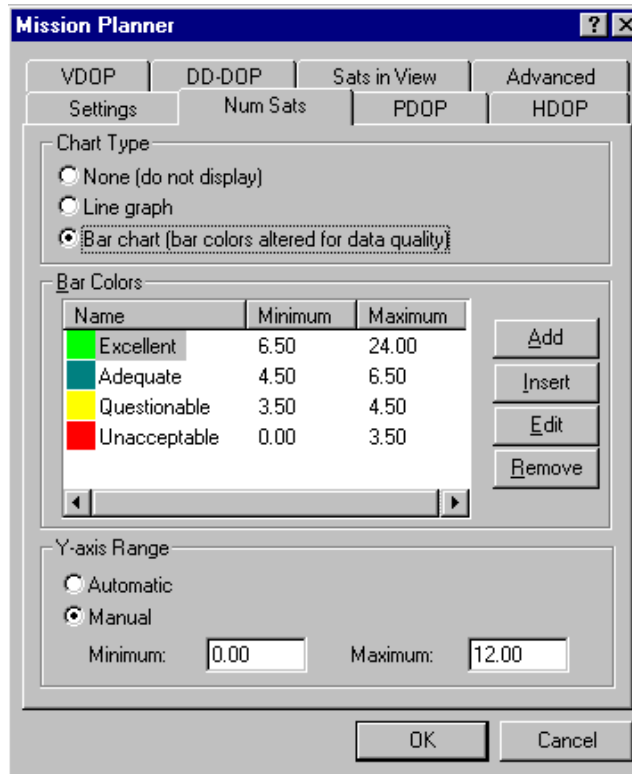 Mission Planner
VDOP DD-DOP Sats in View Advanced
Settings Num Sats PDOP HDOP
Chart Type
None (do not display)
Line graph
Bar chart (bar colors altered for data quality)
Bar Colors
Name Minimum Maximum
Excellent 6.50 24.00
Adequate 4.50 6.50
Questionable 3.50 4.50
Unacceptable 0.00 3.50
Add
Insert
Edit
Remove
Y-axis Range
Automatic
Manual
Minimum: 0.00 Maximum: 12.00
OK Cancel